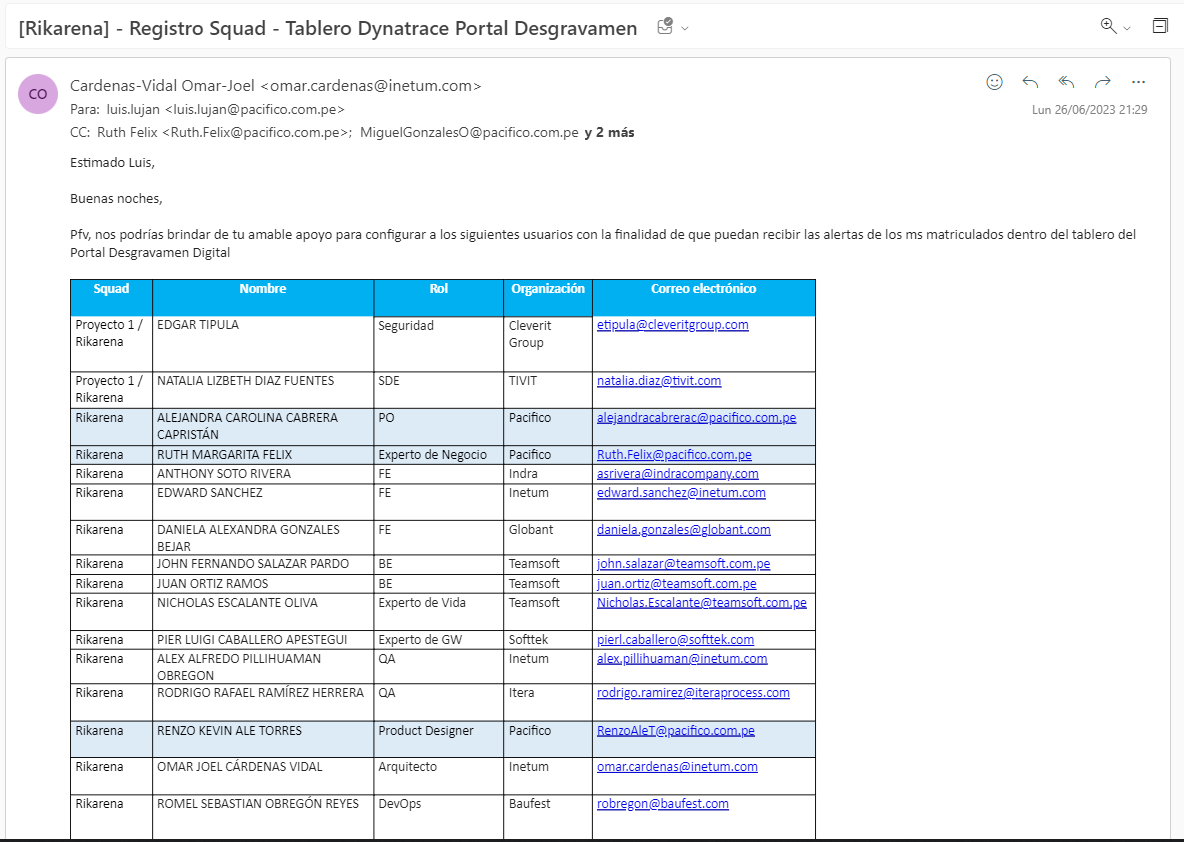 [Rikarena] - Registro Squad - Tablero Dynatrace Portal Desgravamen
CO
Cardenas-Vidal Omar-Joel <omar.cardenas@inetum.com>
Para: luis.lujan <luis.lujan@pacifico.com.pe>
Lun 26/06/2023 21:29
CC: Ruth Felix <Ruth.Felix@pacifico.com.pe>; MiguelGonzalesO@pacifico.com.pe y 2 más
Estimado Luis,
Buenas noches,
Pfv, nos podrías brindar de tu amable apoyo para configurar a los siguientes usuarios con la finalidad de que puedan recibir las alertas de los ms matriculados dentro del tablero del
Portal Desgravamen Digital
Squad Nombre Rol Organización Correo electrónico
Proyecto 1 / EDGAR TIPULA Seguridad Cleverit etipula@cleveritgroup.com
Rikarena Group
Proyecto 1 / NATALIA LIZBETH DIAZ FUENTES SDE TIVIT natalia.diaz@tivit.com
Rikarena
Rikarena ALEJANDRA CAROLINA CABRERA PO Pacifico alejandracabrerac@pacifico.com.pe
CAPRISTÁN
Rikarena RUTH MARGARITA FELIX Experto de Negocio Pacifico Ruth.Felix@pacifico.com.pe
Rikarena ANTHONY SOTO RIVERA FE Indra asrivera@indracompany.com
Rikarena EDWARD SANCHEZ FE Inetum edward.sanchez@inetum.com
Rikarena DANIELA ALEXANDRA GONZALES FE Globant daniela.gonzales@globant.com
BEJAR
Rikarena JOHN FERNANDO SALAZAR PARDO BE Teamsoft john.salazar@teamsoft.com.pe
Rikarena JUAN ORTIZ RAMOS BE Teamsoft juan.ortiz@teamsoft.com.pe
Rikarena NICHOLAS ESCALANTE OLIVA Experto de Vida Teamsoft Nicholas.Escalante@teamsoft.com.pe
Rikarena PIER LUIGI CABALLERO APESTEGUI Experto de GW Softtek pierl.caballero@softtek.com
Rikarena ALEX ALFREDO PILLIHUAMAN QA Inetum alex.pillihuaman@inetum.com
OBREGON
Rikarena RODRIGO RAFAEL RAMÍREZ HERRERA QA Itera rodrigo.ramirez@iteraprocess.com
Rikarena RENZO KEVIN ALE TORRES Product Designer Pacifico RenzoAleT@pacifico.com.pe
Rikarena OMAR JOEL CÁRDENAS VIDAL Arquitecto Inetum omar.cardenas@inetum.com
Rikarena ROMEL SEBASTIAN OBREGÓN REYES DevOps Baufest robregon@baufest.com